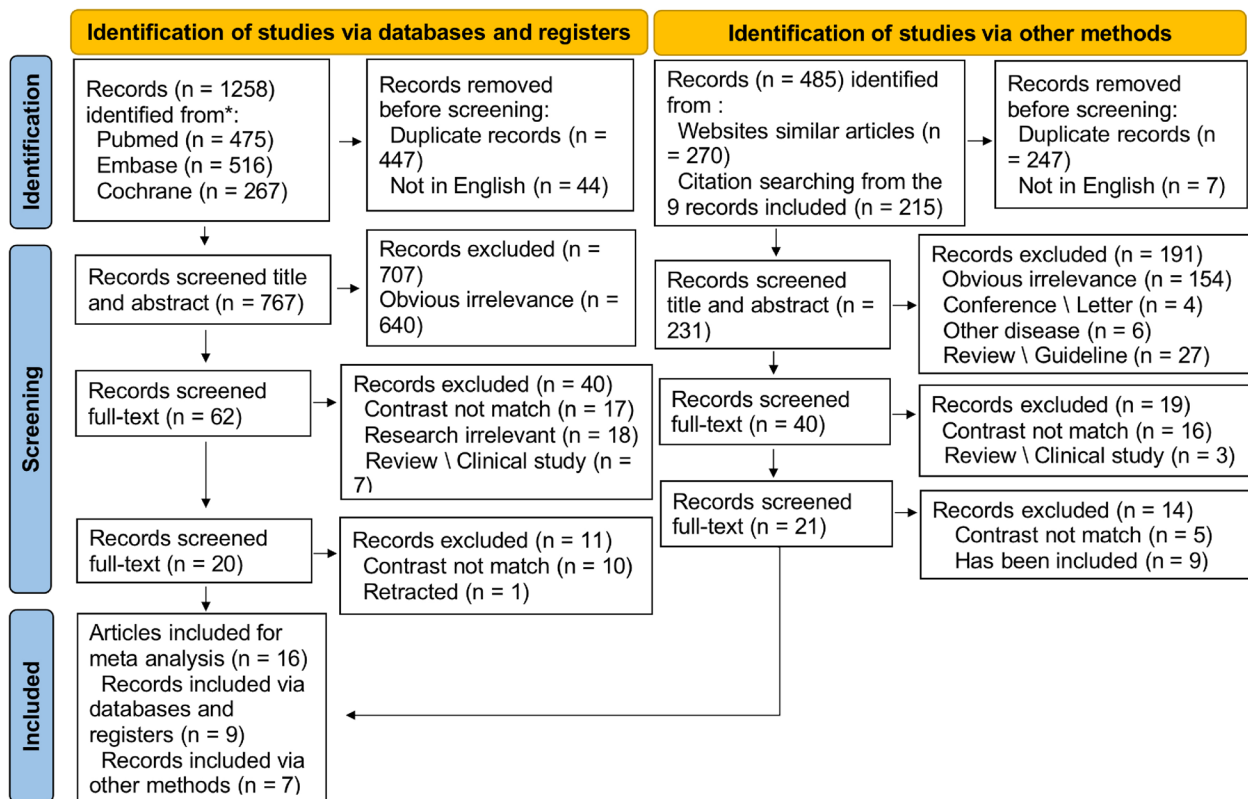 Identification of studies via databases and registers
Identification of studies via other methods
Identification
Records (n = 1258)
identified from*:
Pubmed (n = 475)
Embase (n = 516)
Cochrane (n = 267)
Records removed
before screening:
Duplicate records (n =
447)
Not in English (n = 44)
Records (n = 485) identified
from :
Websites similar articles (n
= 270)
Citation searching from the
9 records included (n = 215)
Records removed
before screening:
Duplicate records (n
= 247)
Not in English (n = 7)
Screening
Records screened title
and abstract (n = 767)
Records excluded (n =
707)
Obvious irrelevance (n =
640)
Records screened
title and abstract (n =
231)
Records excluded (n = 191)
Obvious irrelevance (n = 154)
Conference \ Letter (n = 4)
Other disease (n = 6)
Review \ Guideline (n = 27)
Records screened
full-text (n = 62)
Records excluded (n = 40)
Contrast not match (n = 17)
Research irrelevant (n = 18)
Review \ Clinical study (n =
7)
Records screened
full-text (n = 40)
Records excluded (n = 19)
Contrast not match (n = 16)
Review \ Clinical study (n = 3)
Records screened
full-text (n = 20)
Records excluded (n = 11)
Contrast not match (n = 10)
Retracted (n = 1)
Records screened
full-text (n = 21)
Records excluded (n = 14)
Contrast not match (n = 5)
Has been included (n = 9)
Included
Articles included for
meta analysis (n = 16)
Records included via
databases and
registers (n = 9)
Records included via
other methods (n = 7)